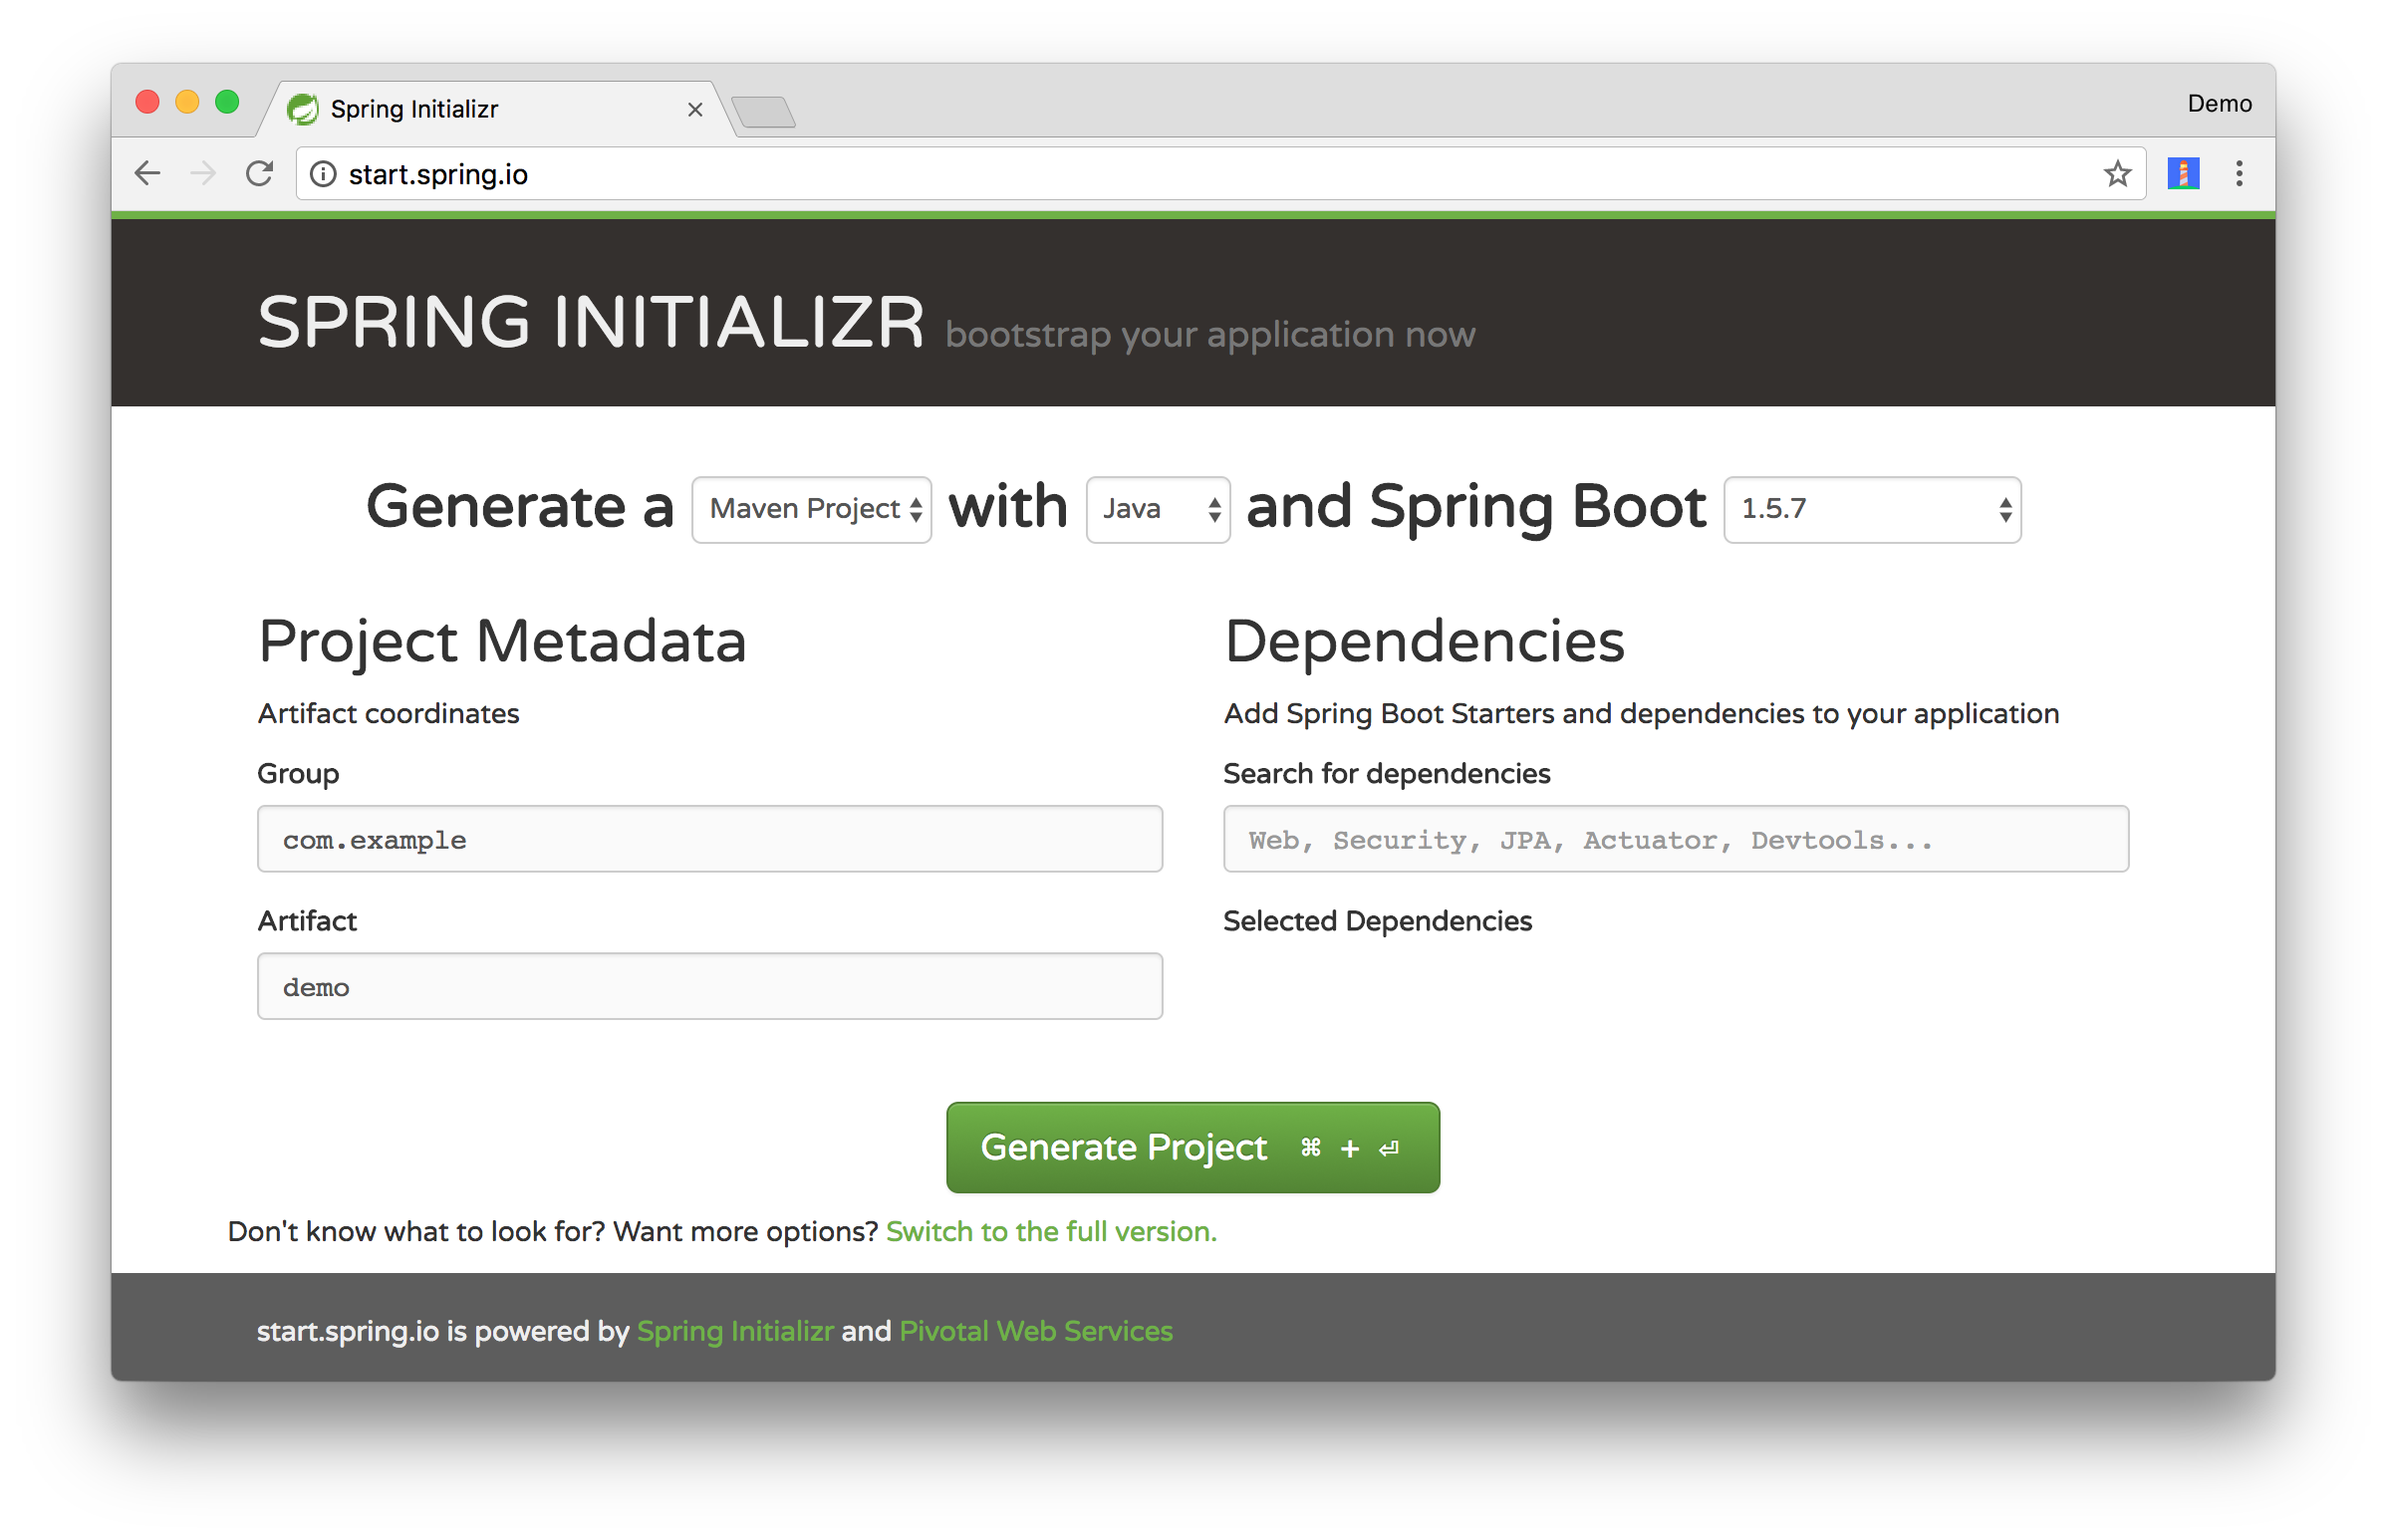 Spring Initializr
Demo
start.spring.io
SPRING INITIALIZR bootstrap your application now
Generate a Maven Project with Java and Spring Boot 1.5.7
Project Metadata
Artifact coordinates
Group
com.example
Artifact
demo
Dependencies
Add Spring Boot Starters and dependencies to your application
Search for dependencies
Web, Security, JPA, Actuator, Devtools...
Selected Dependencies
Generate Project ⌘ + ⏎
Don't know what to look for? Want more options? Switch to the full version.
start.spring.io is powered by Spring Initializr and Pivotal Web Services